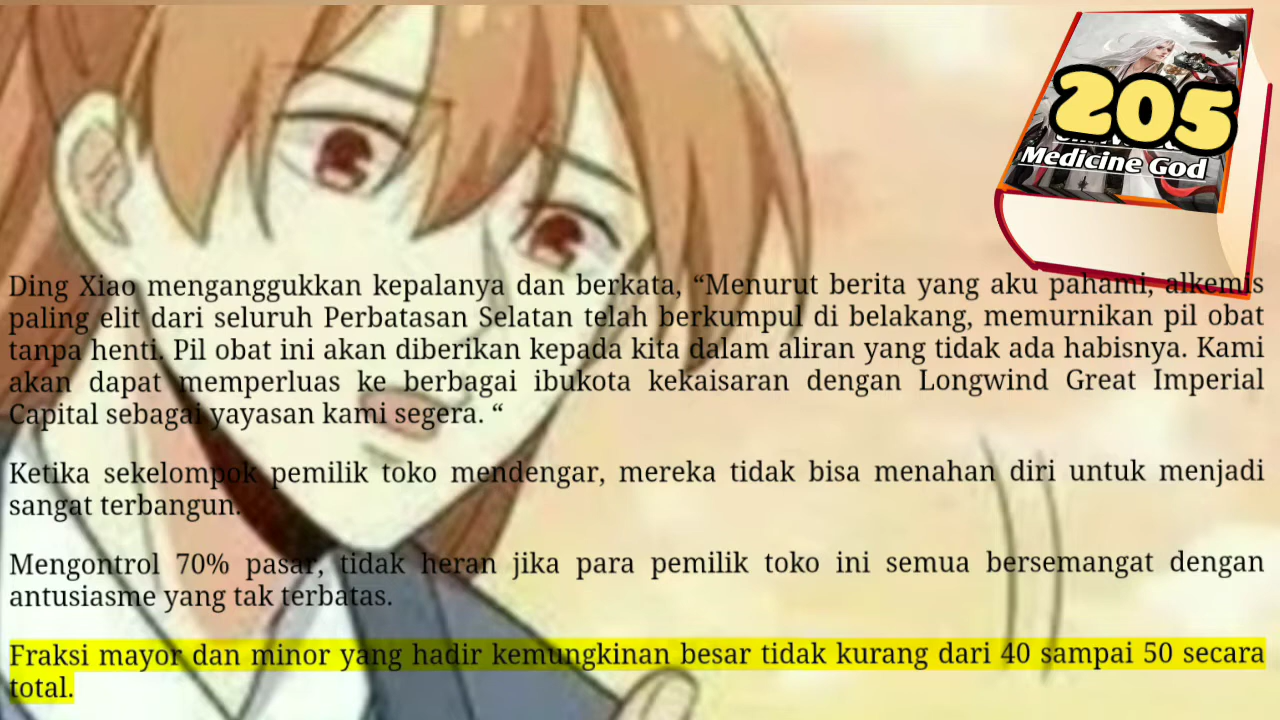 205
Medicine God
Ding Xiao menganggukkan kepalanya dan berkata, “Menurut berita yang aku pahami, alkemis
paling elit dari seluruh Perbatasan Selatan telah berkumpul di belakang, memurnikan pil obat
tanpa henti. Pil obat ini akan diberikan kepada kita dalam aliran yang tidak ada habisnya. Kami
akan dapat memperluas ke berbagai ibukota kekaisaran dengan Longwind Great Imperial
Capital sebagai yayasan kami segera. “
Ketika sekelompok pemilik toko mendengar, mereka tidak bisa menahan diri untuk menjadi
sangat terbangun.
Mengontrol 70% pasar, tidak heran jika para pemilik toko ini semua bersemangat dengan
antusiasme yang tak terbatas.
Fraksi mayor dan minor yang hadir kemungkinan besar tidak kurang dari 40 sampai 50 secara
total.